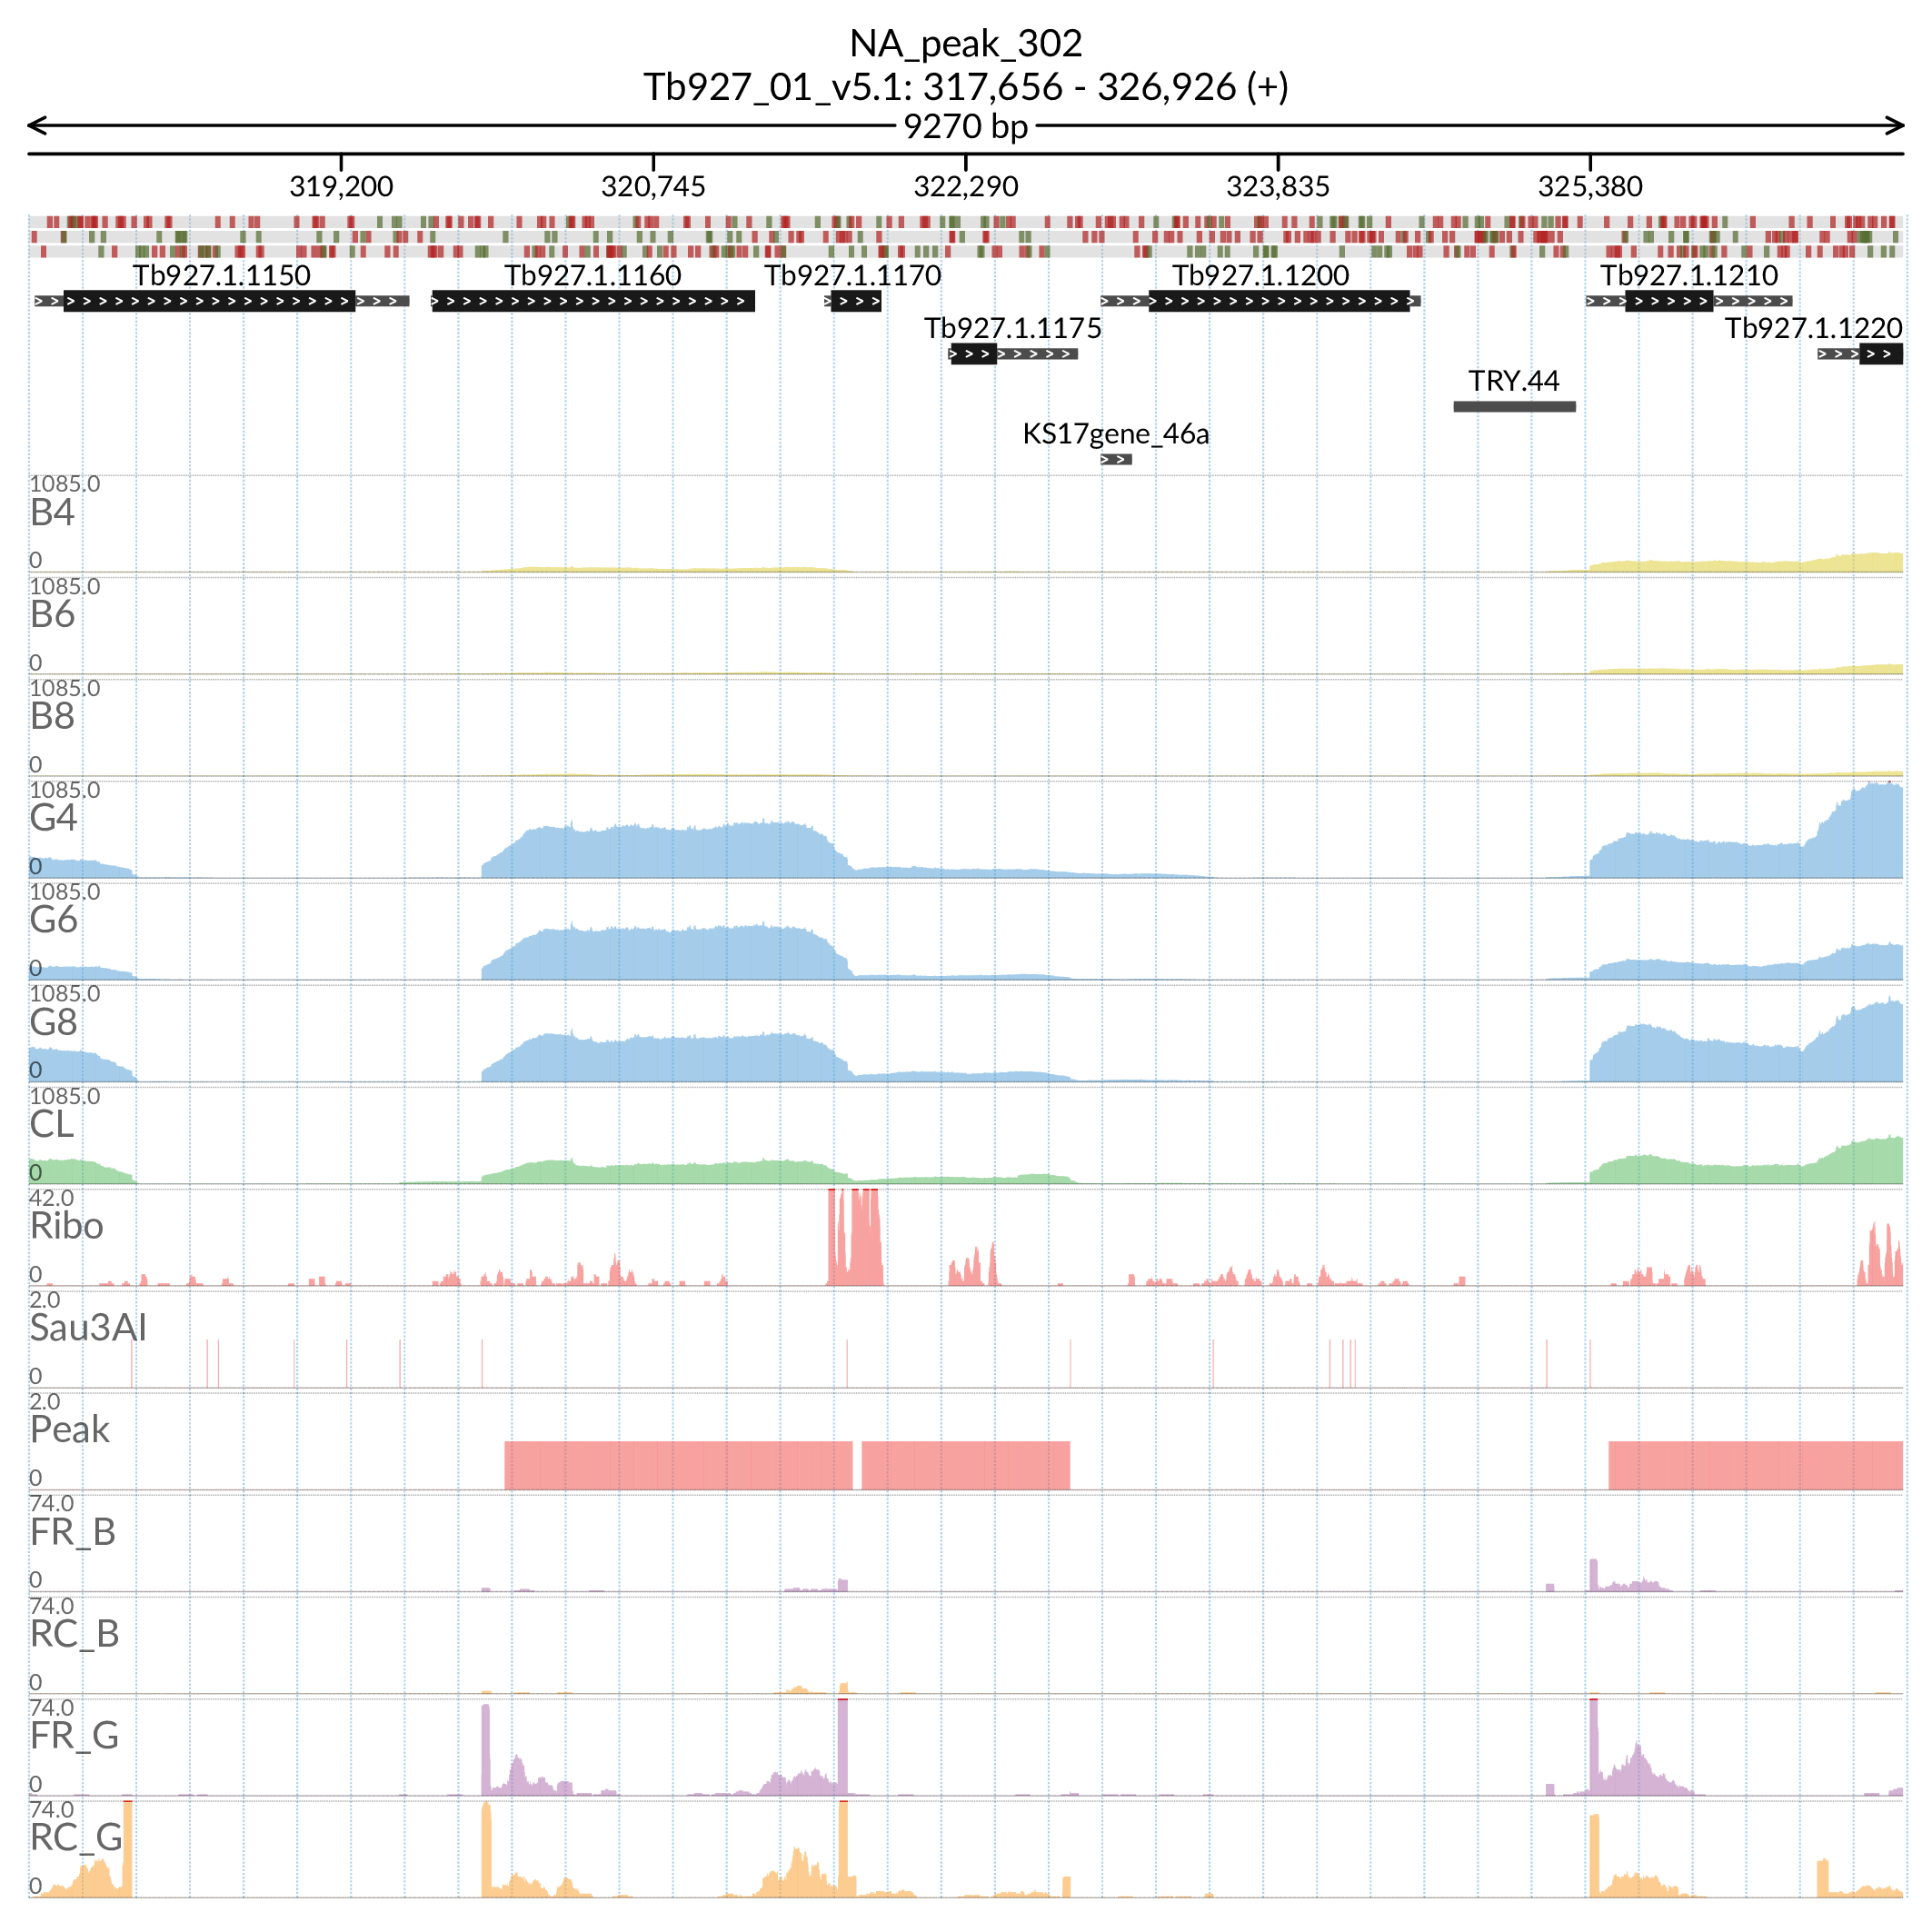 NA_peak_302
Tb927_01_v5.1: 317,656 - 326,926 (+)
9270 bp
319,200 320,745 322,290 323,835 325,380
Tb927.1.1150 Tb927.1.1160 Tb927.1.1170 Tb927.1.1200 Tb927.1.1210
Tb927.1.1175 Tb927.1.1220
TRY.44
KS17gene_46a
1085.0
B4
0
1085.0
B6
0
1085.0
B8
0
1085.0
G4
0
1085.0
G6
0
1085.0
G8
0
1085.0
CL
0
42.0
Ribo
0
2.0
Sau3AI
0
2.0
Peak
0
74.0
FR_B
0
74.0
RC_B
0
74.0
FR_G
0
74.0
RC_G
0